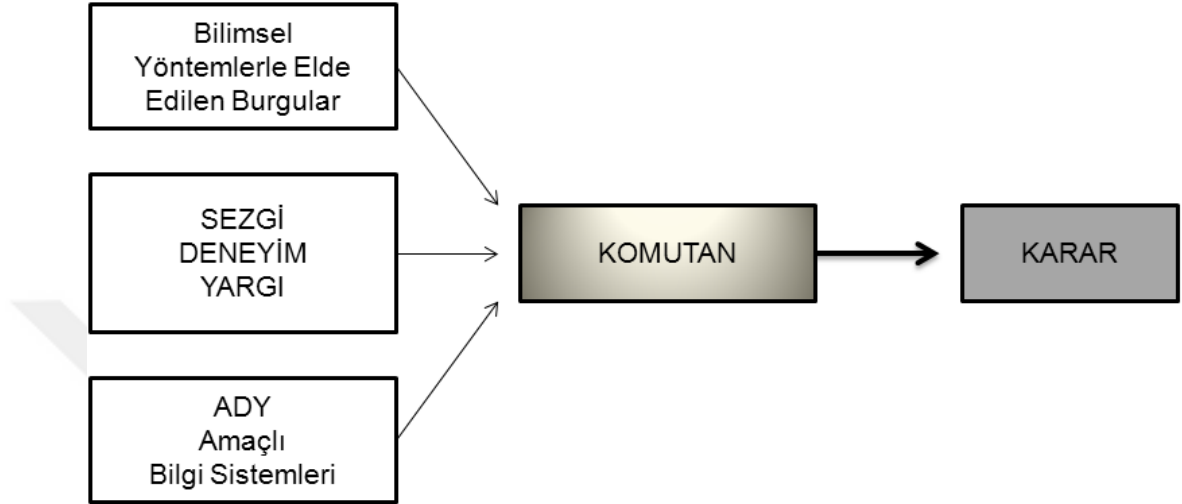 Bilimsel
Yöntemlerle Elde
Edilen Burgular
SEZGİ
DENEYİM
YARGI
ADY
Amaçlı
Bilgi Sistemleri
KOMUTAN
KARAR